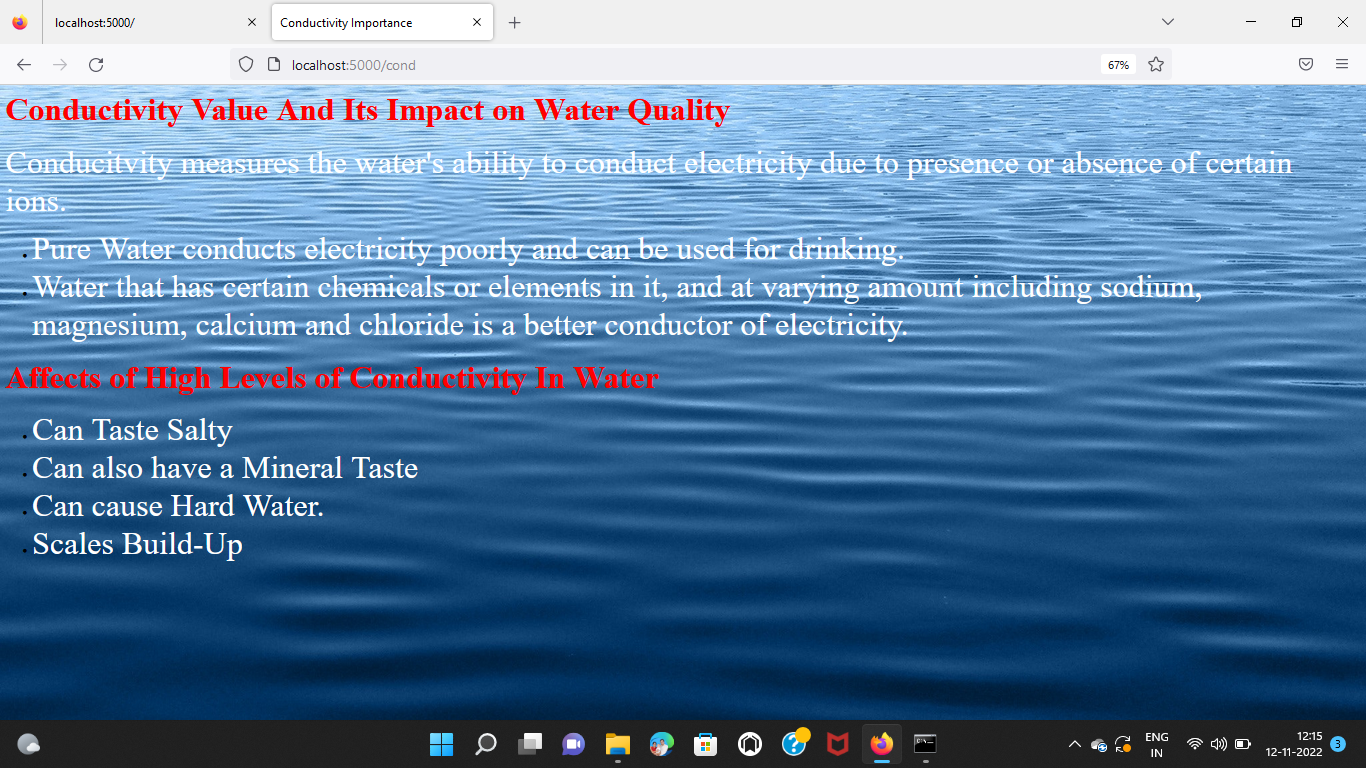 localhost:5000/
Conductivity Importance
localhost:5000/cond
67%
Conductivity Value And Its Impact on Water Quality
Conducitvity measures the water's ability to conduct electricity due to presence or absence of certain
ions.
Pure Water conducts electricity poorly and can be used for drinking.
Water that has certain chemicals or elements in it, and at varying amount including sodium,
magnesium, calcium and chloride is a better conductor of electricity.
Affects of High Levels of Conductivity In Water
Can Taste Salty
Can also have a Mineral Taste
Can cause Hard Water.
Scales Build-Up
ENG
IN
12:15
12-11-2022
3